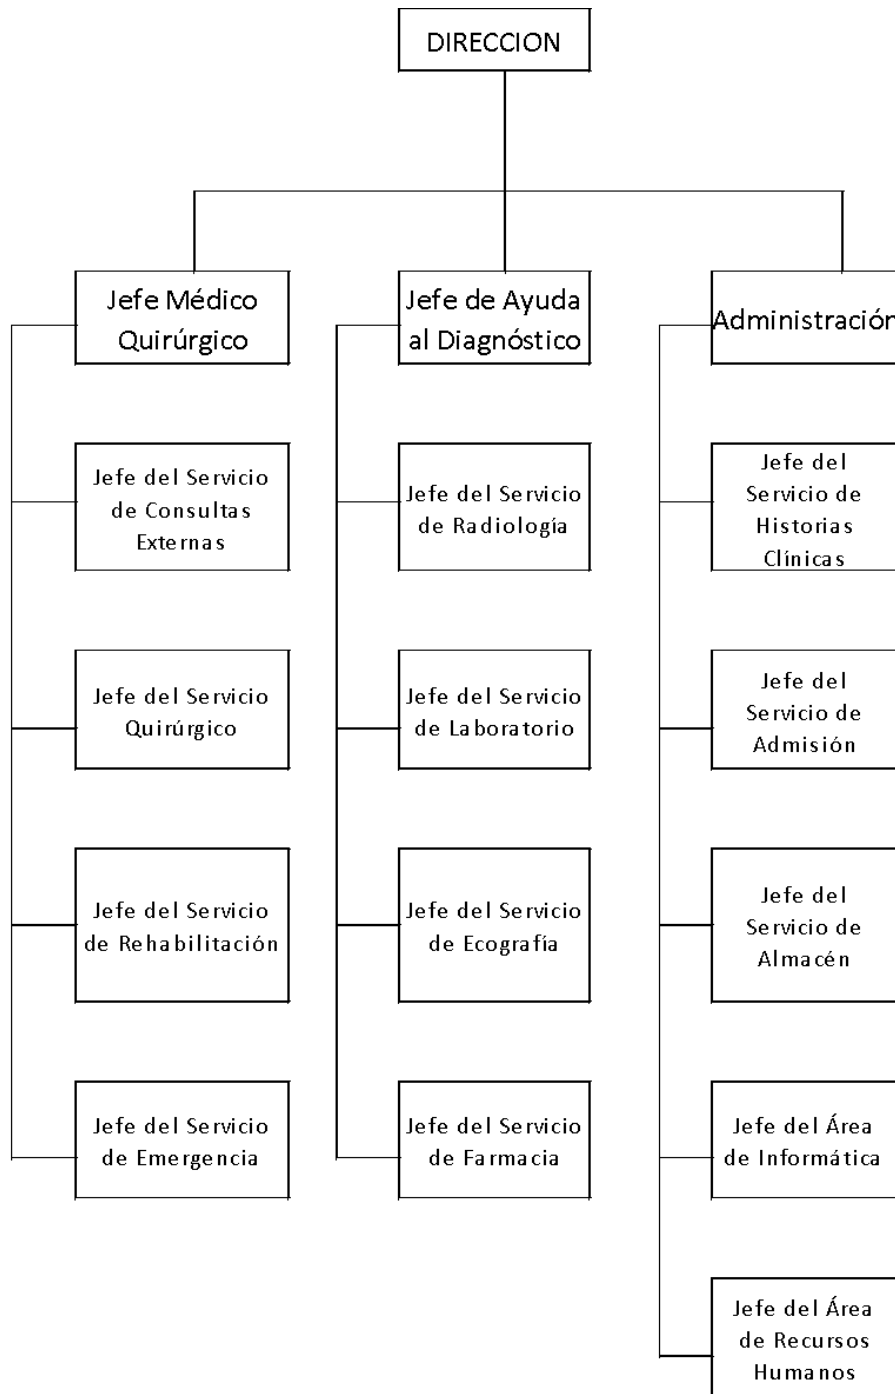 DIRECCION
Jefe Médico
Quirúrgico
Jefe de Ayuda
al Diagnóstico
Administración
Jefe del Servicio
de Consultas
Externas
Jefe del Servicio
de Radiología
Jefe del
Servicio de
Historias
Clínicas
Jefe del Servicio
Quirúrgico
Jefe del Servicio
de Laboratorio
Jefe del
Servicio de
Admisión
Jefe del Servicio
de Rehabilitación
Jefe del Servicio
de Ecografía
Jefe del
Servicio de
Almacén
Jefe del Servicio
de Emergencia
Jefe del Servicio
de Farmacia
Jefe del Área
de Informática
Jefe del Área
de Recursos
Humanos